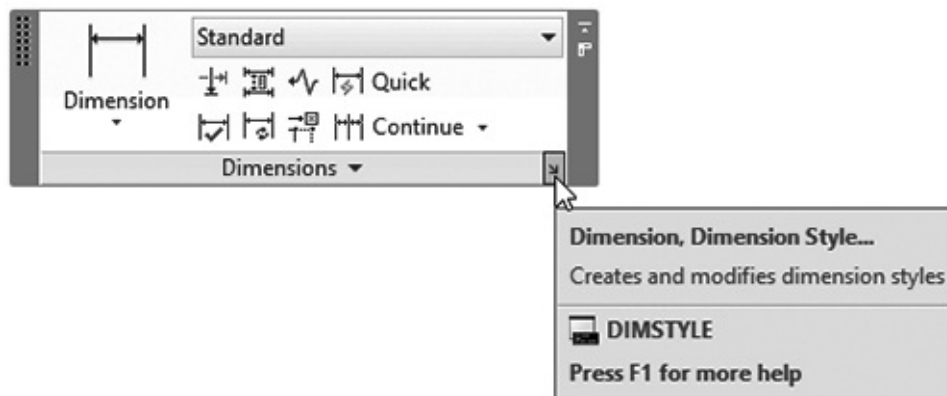 Standard
Dimension
Quick
Continue
Dimensions
Dimension, Dimension Style...
Creates and modifies dimension styles
DIMSTYLE
Press F1 for more help